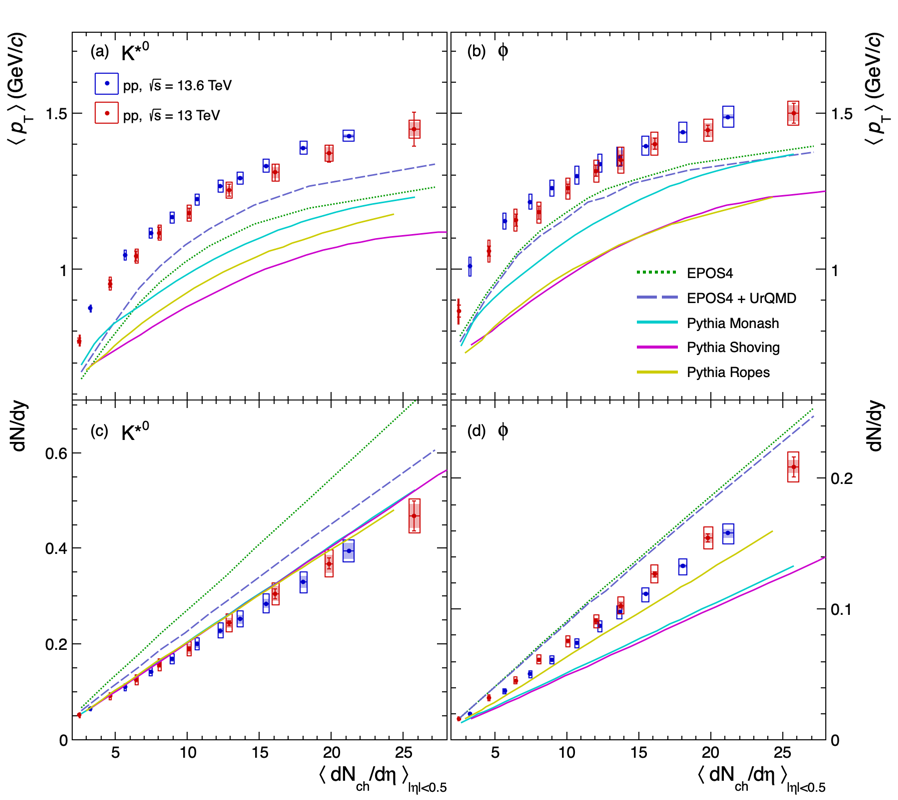 (a) K*0
pp, √s = 13.6 TeV
pp, √s = 13 TeV
⟨ pT ⟩ (GeV/c)
1.5
1
(b) ϕ
⟨ pT ⟩ (GeV/c)
1.5
1
EPOS4
EPOS4 + UrQMD
Pythia Monash
Pythia Shoving
Pythia Ropes
(c) K*0
dN/dy
0.6
0.4
0.2
0
5 10 15 20 25
⟨ dNch/dη ⟩|η|<0.5
(d) ϕ
dN/dy
0.2
0.1
0
5 10 15 20 25
⟨ dNch/dη ⟩|η|<0.5